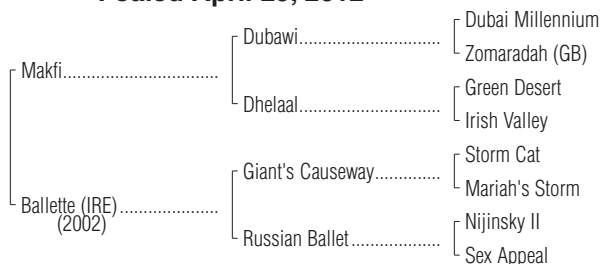 Foaled April 2012
Dubai Millennium
Dubawi
Zomaradah (GB)
Makfi
Green Desert
Dhelaal
Irish Valley
Storm Cat
Giant's Causeway
Mariah's Storm
Ballette (IRE)
(2002)
Nijinsky II
Russian Ballet
Sex Appeal